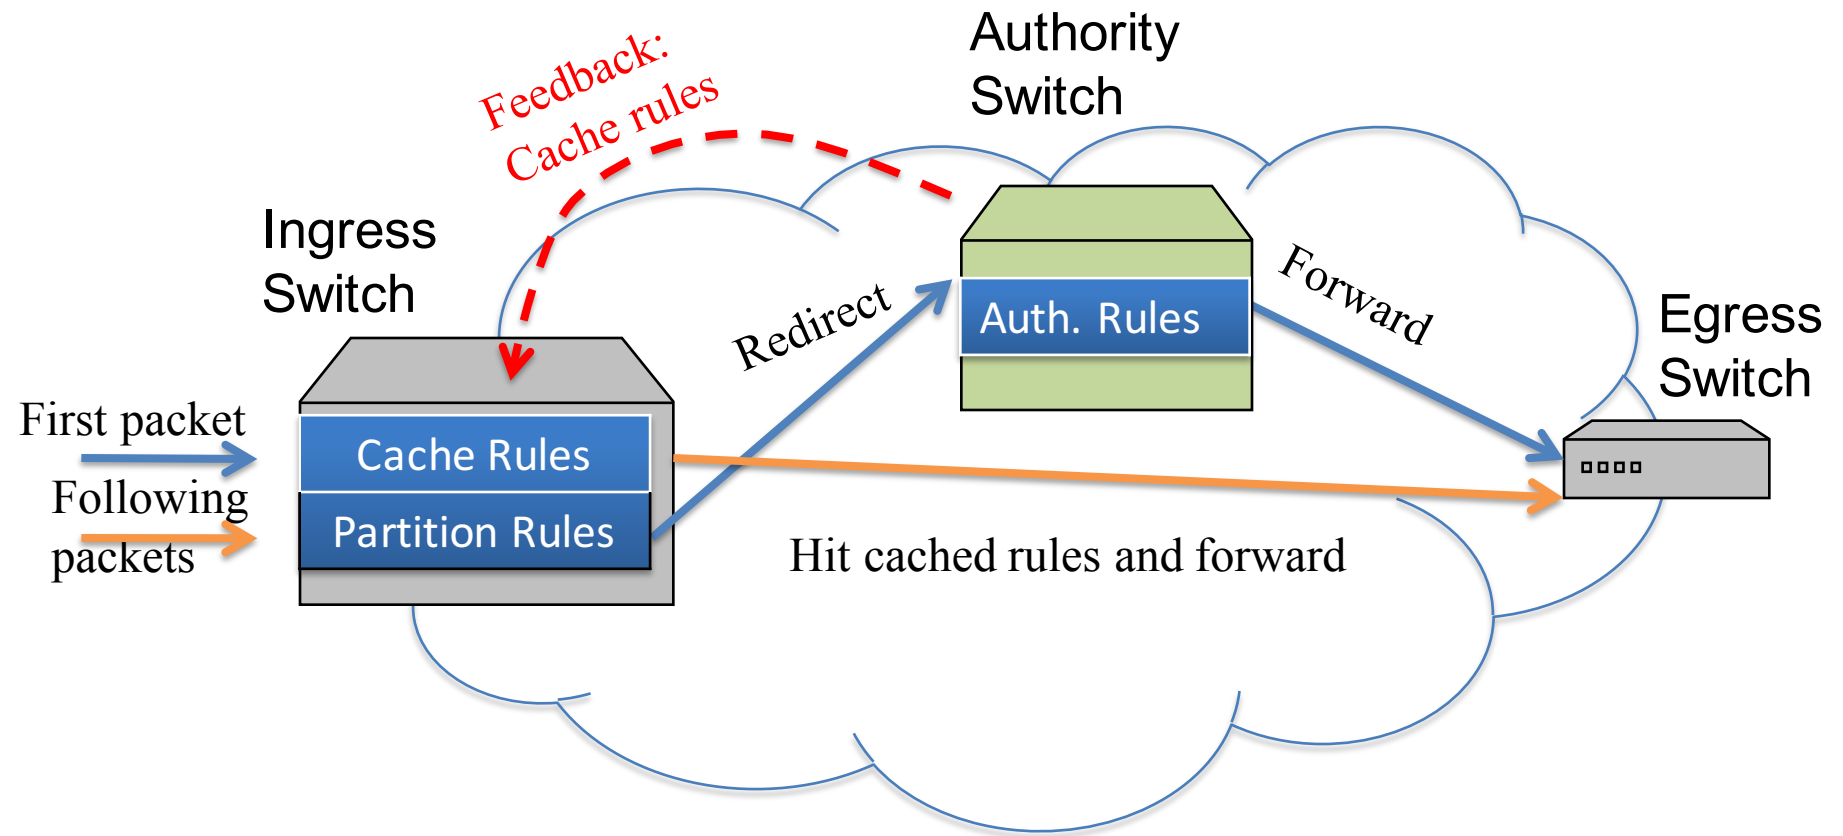 Authority
Switch
Feedback:
Cache rules
Ingress
Switch
Redirect
Auth. Rules
Forward
Egress
Switch
First packet
Following
packets
Cache Rules
Partition Rules
Hit cached rules and forward